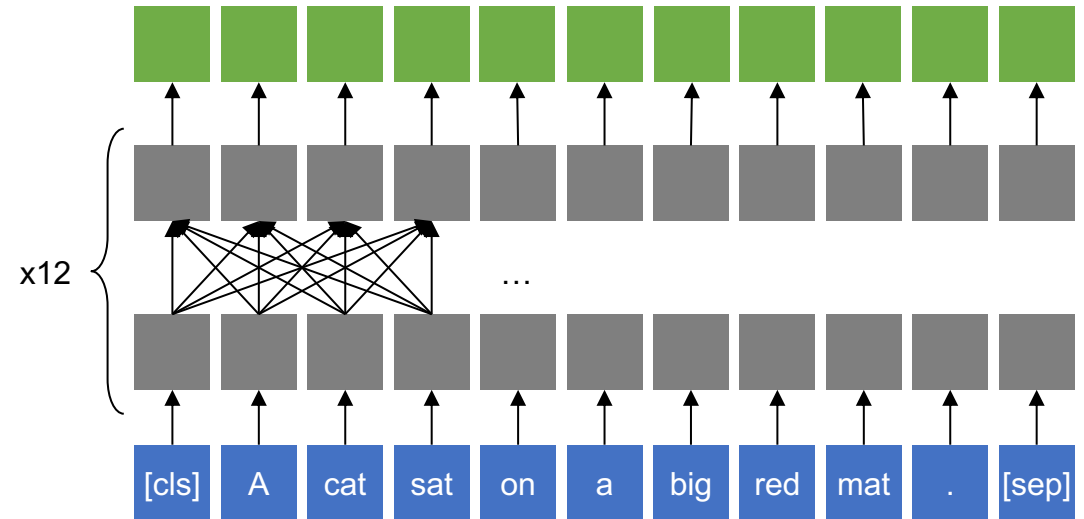 x12
…
[cls] A cat sat on a big red mat . [sep]